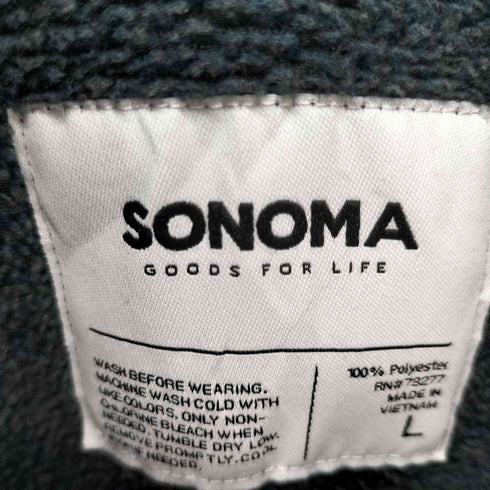 SONOMA
GOODS FOR LIFE
WASH BEFORE WEARING.
MACHINE WASH COLD WITH
LIKE COLORS. ONLY NON-
CHLORINE BLEACH WHEN
NEEDED. TUMBLE DRY LOW.
REMOVE PROMPTLY. COOL
IF NEEDED.
100% Polyester
RN#73277
MADE IN
VIETNAM
L